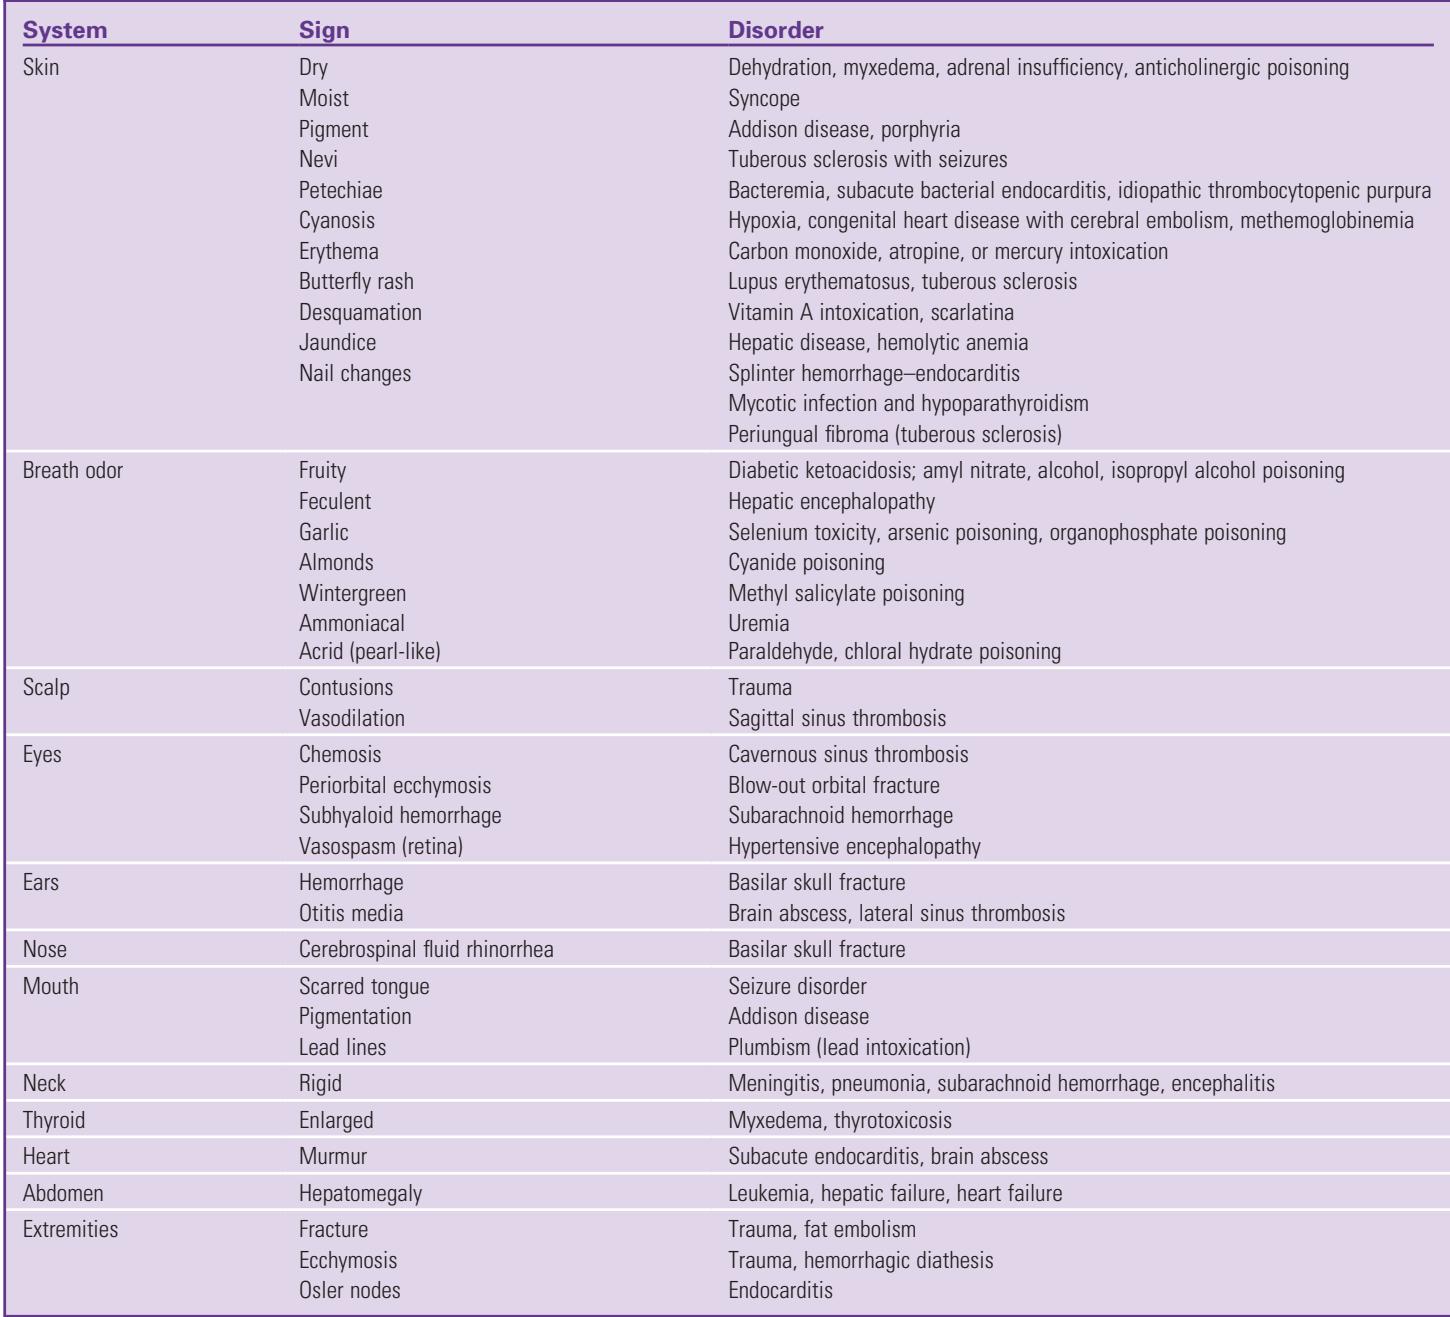 System Sign Disorder
Skin Dry Dehydration, myxedema, adrenal insufficiency, anticholinergic poisoning
Moist Syncope
Pigment Addison disease, porphyria
Nevi Tuberous sclerosis with seizures
Petechiae Bacteremia, subacute bacterial endocarditis, idiopathic thrombocytopenic purpura
Cyanosis Hypoxia, congenital heart disease with cerebral embolism, methemoglobinemia
Erythema Carbon monoxide, atropine, or mercury intoxication
Butterfly rash Lupus erythematosus, tuberous sclerosis
Desquamation Vitamin A intoxication, scarlatina
Jaundice Hepatic disease, hemolytic anemia
Nail changes Splinter hemorrhage–endocarditis
Mycotic infection and hypoparathyroidism
Periungual fibroma (tuberous sclerosis)
Breath odor Fruity Diabetic ketoacidosis; amyl nitrate, alcohol, isopropyl alcohol poisoning
Feculent Hepatic encephalopathy
Garlic Selenium toxicity, arsenic poisoning, organophosphate poisoning
Almonds Cyanide poisoning
Wintergreen Methyl salicylate poisoning
Ammoniacal Uremia
Acrid (pearl-like) Paraldehyde, chloral hydrate poisoning
Scalp Contusions Trauma
Vasodilation Sagittal sinus thrombosis
Eyes Chemosis Cavernous sinus thrombosis
Periorbital ecchymosis Blow-out orbital fracture
Subhyaloid hemorrhage Subarachnoid hemorrhage
Vasospasm (retina) Hypertensive encephalopathy
Ears Hemorrhage Basilar skull fracture
Otitis media Brain abscess, lateral sinus thrombosis
Nose Cerebrospinal fluid rhinorrhea Basilar skull fracture
Mouth Scarred tongue Seizure disorder
Pigmentation Addison disease
Lead lines Plumbism (lead intoxication)
Neck Rigid Meningitis, pneumonia, subarachnoid hemorrhage, encephalitis
Thyroid Enlarged Myxedema, thyrotoxicosis
Heart Murmur Subacute endocarditis, brain abscess
Abdomen Hepatomegaly Leukemia, hepatic failure, heart failure
Extremities Fracture Trauma, fat embolism
Ecchymosis Trauma, hemorrhagic diathesis
Osler nodes Endocarditis